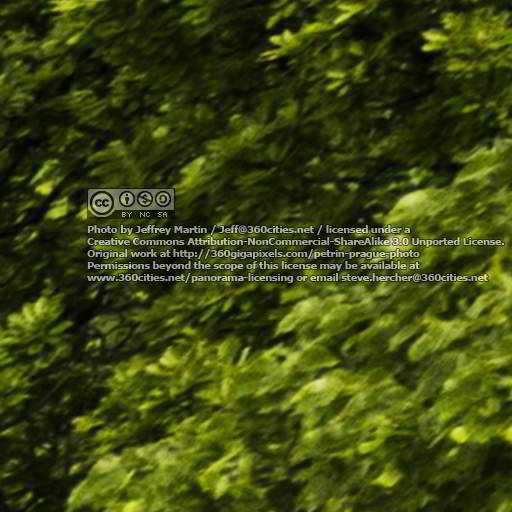 cc
BY NC SA
Photo by Jeffrey Martin / Jeff@360cities.net / licensed under a
Creative Commons Attribution-NonCommercial-ShareAlike 3.0 Unported License.
Original work at http://360gigapixels.com/petrin-prague-photo
Permissions beyond the scope of this license may be available at
www.360cities.net/panorama-licensing or email steve.hercher@360cities.net